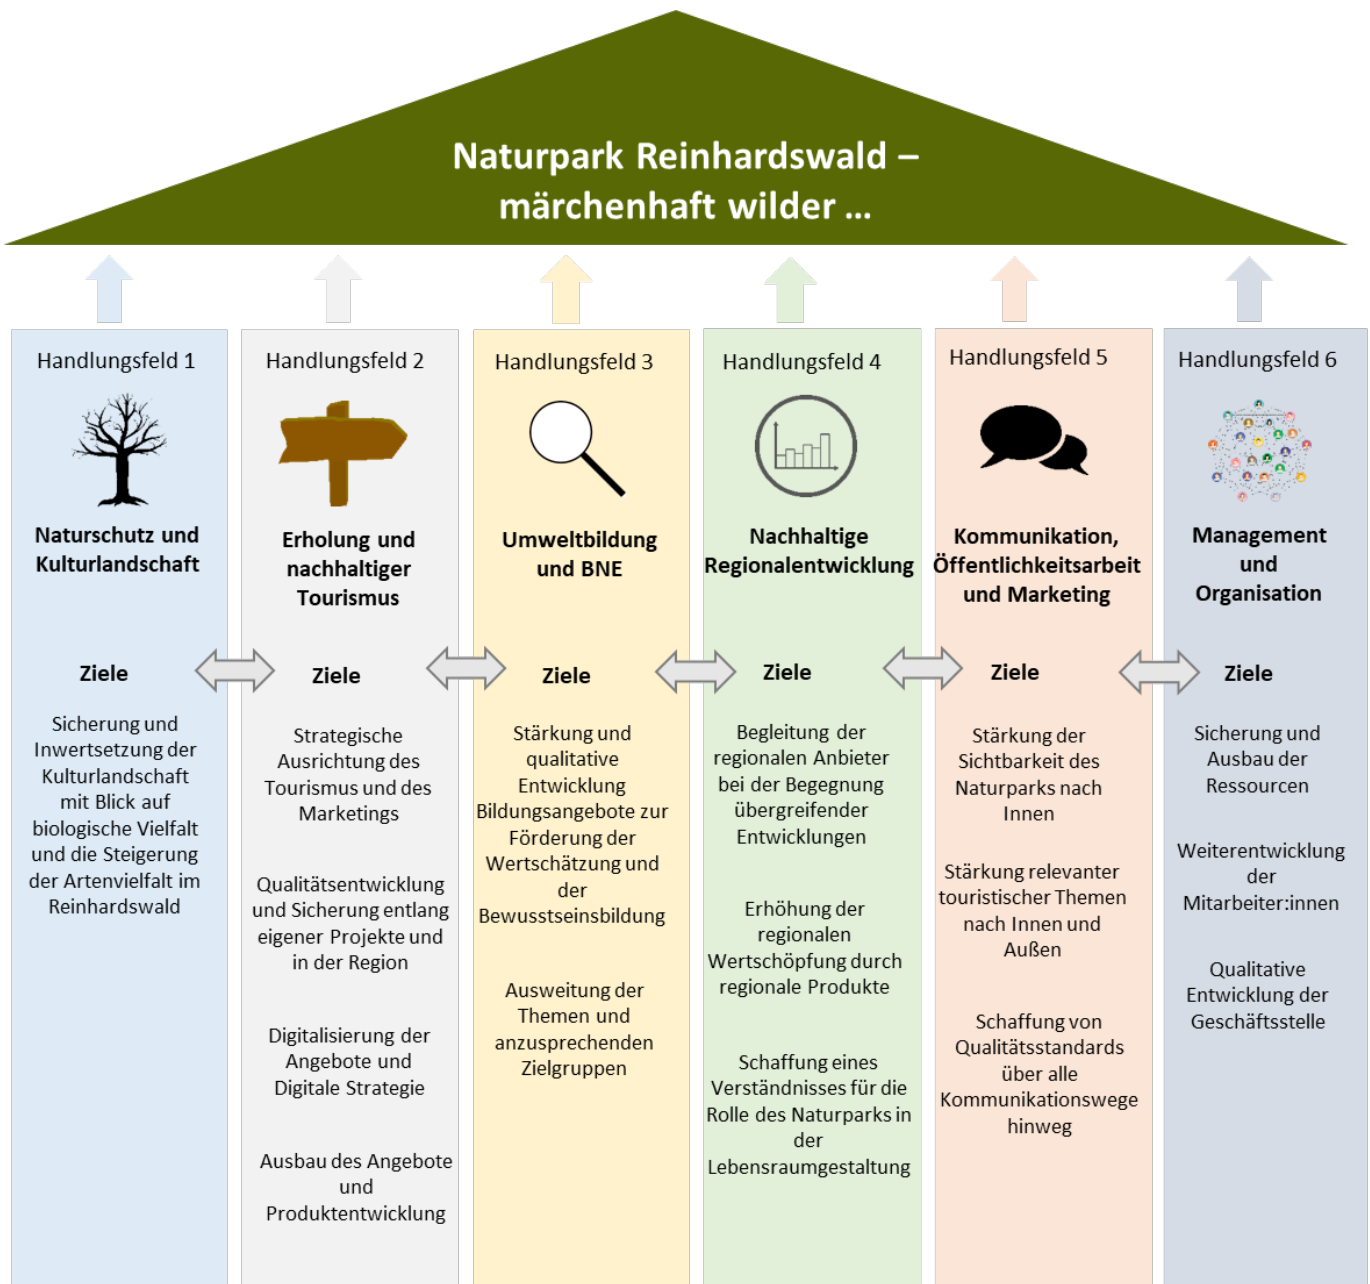 Naturpark Reinhardswald –
märchenhaft wilder ...
Handlungsfeld 1
Naturschutz und
Kulturlandschaft
Ziele
Sicherung und
Inwertsetzung der
Kulturlandschaft
mit Blick auf
biologische Vielfalt
und die Steigerung
der Artenvielfalt im
Reinhardswald
Handlungsfeld 2
Erholung und
nachhaltiger
Tourismus
Ziele
Strategische
Ausrichtung des
Tourismus und des
Marketings
Qualitätsentwicklung
und Sicherung entlang
eigener Projekte und
in der Region
Digitalisierung der
Angebote und
Digitale Strategie
Ausbau des Angebote
und
Produktentwicklung
Handlungsfeld 3
Umweltbildung
und BNE
Ziele
Stärkung und
qualitative
Entwicklung
Bildungsangebote zur
Förderung der
Wertschätzung und
der
Bewusstseinsbildung
Ausweitung der
Themen und
anzusprechenden
Zielgruppen
Handlungsfeld 4
Nachhaltige
Regionalentwicklung
Ziele
Begleitung der
regionalen Anbieter
bei der Begegnung
übergreifender
Entwicklungen
Erhöhung der
regionalen
Wertschöpfung durch
regionale Produkte
Schaffung eines
Verständnisses für die
Rolle des Naturparks in
der
Lebensraumgestaltung
Handlungsfeld 5
Kommunikation,
Öffentlichkeitsarbeit
und Marketing
Ziele
Stärkung der
Sichtbarkeit des
Naturparks nach
Innen
Stärkung relevanter
touristischer Themen
nach Innen und
Außen
Schaffung von
Qualitätsstandards
über alle
Kommunikationswege
hinweg
Handlungsfeld 6
Management
und
Organisation
Ziele
Sicherung und
Ausbau der
Ressourcen
Weiterentwicklung
der
Mitarbeiter:innen
Qualitative
Entwicklung der
Geschäftsstelle